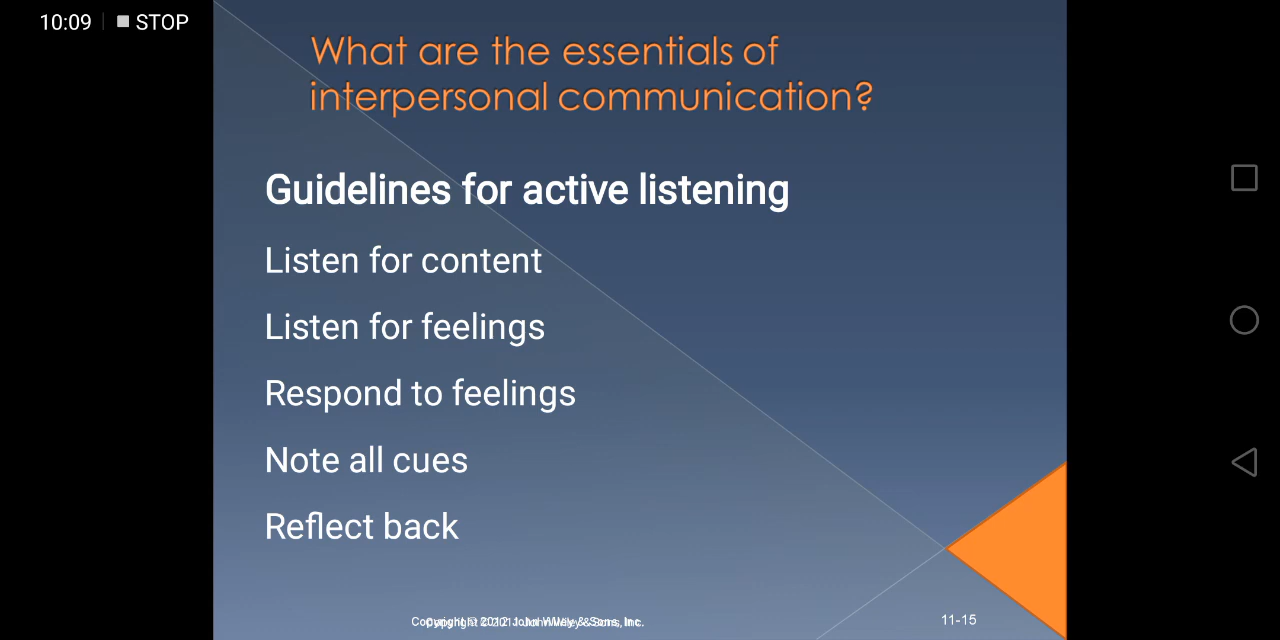 10:09 STOP
What are the essentials of
interpersonal communication?
Guidelines for active listening
Listen for content
Listen for feelings
Respond to feelings
Note all cues
Reflect back
11-15